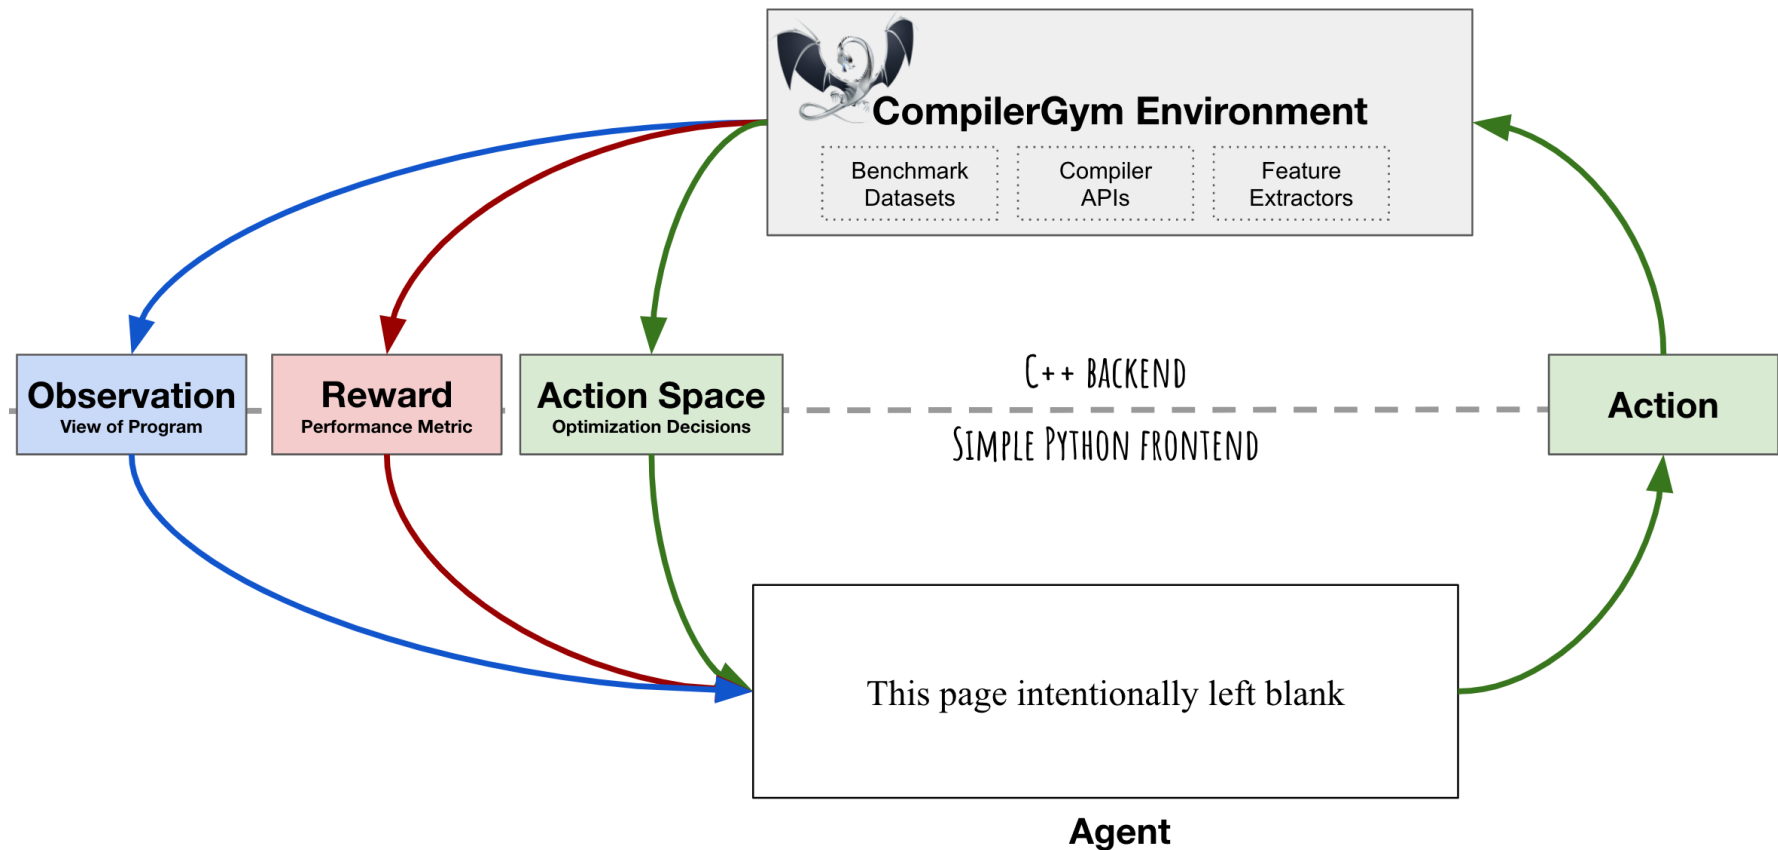 CompilerGym Environment
Benchmark
Datasets
Compiler
APIs
Feature
Extractors
Observation
View of Program
Reward
Performance Metric
Action Space
Optimization Decisions
C++ BACKEND
SIMPLE PYTHON FRONTEND
Action
This page intentionally left blank
Agent